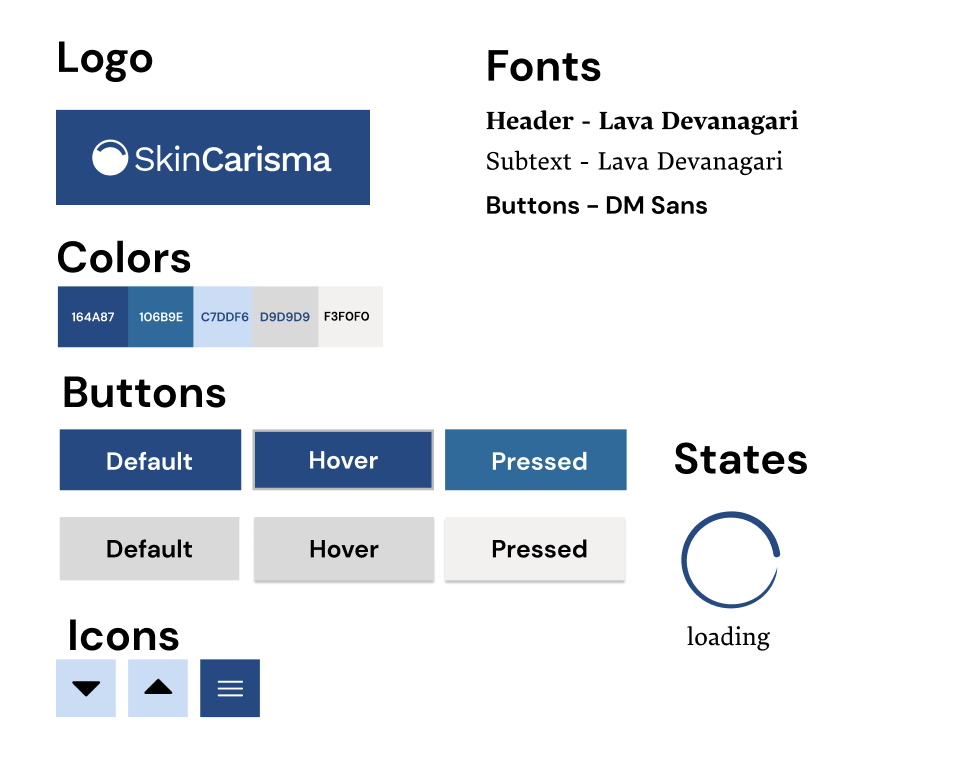 Logo
SkinCarisma
Fonts
Header - Lava Devanagari
Subtext - Lava Devanagari
Buttons – DM Sans
Colors
164A87 106B9E C7DDF6 D9D9D9 F3F0F0
Buttons
Default Hover Pressed
Default Hover Pressed
States
loading
Icons